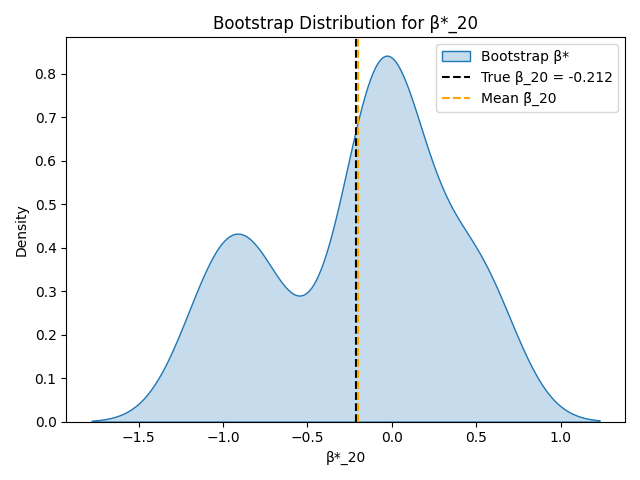 Bootstrap Distribution for β*_20
Bootstrap β*
True β_20 = -0.212
Mean β_20
Density
0.8
0.7
0.6
0.5
0.4
0.3
0.2
0.1
0.0
−1.5 −1.0 −0.5 0.0 0.5 1.0
β*_20